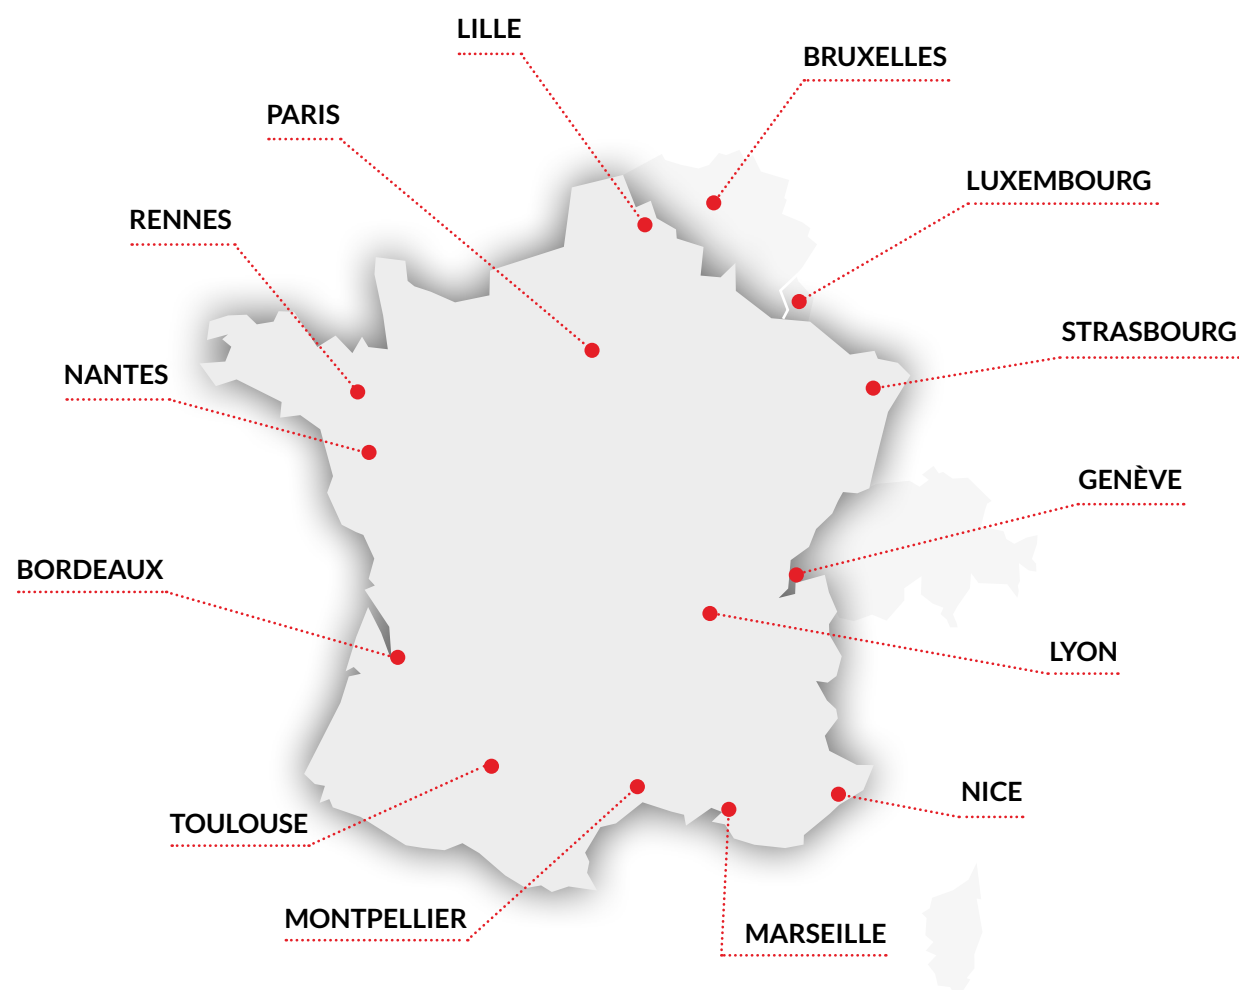 LILLE
BRUXELLES
PARIS
LUXEMBOURG
RENNES
STRASBOURG
NANTES
GENÈVE
BORDEAUX
LYON
NICE
TOULOUSE
MONTPELLIER
MARSEILLE